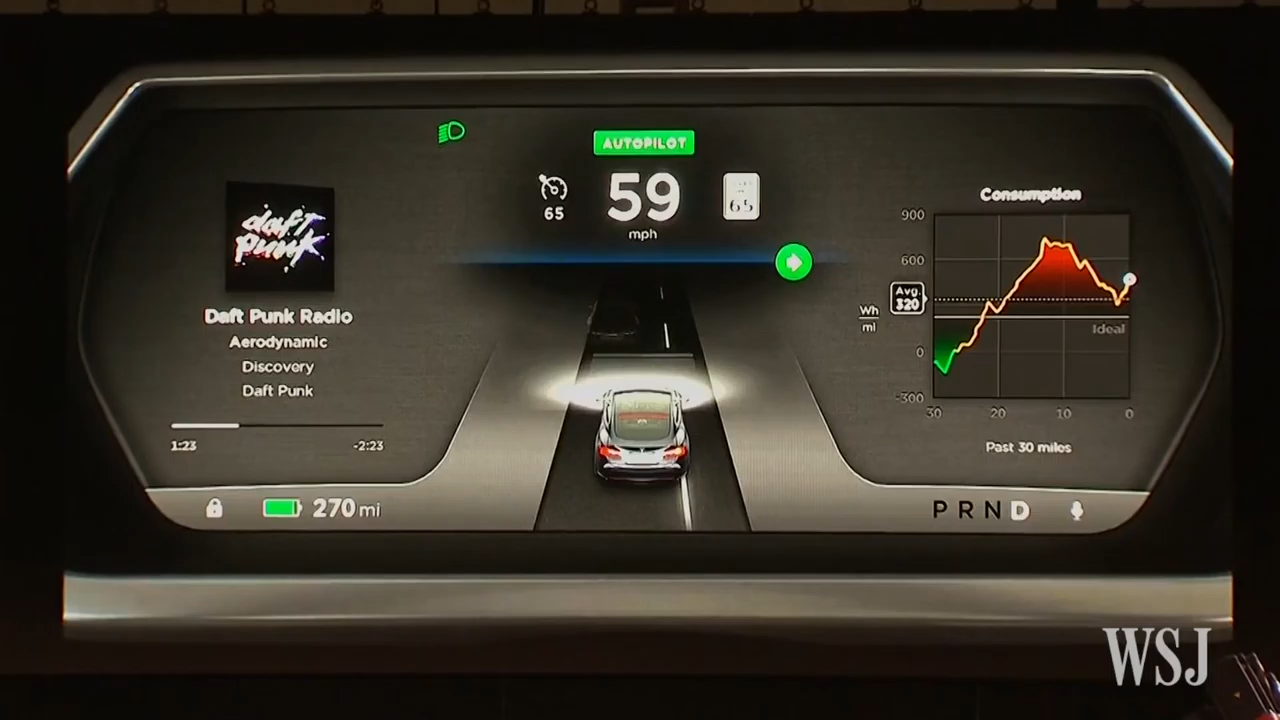 AUTOPILOT
65
59
mph
65
daft
punk
Daft Punk Radio
Aerodynamic
Discovery
Daft Punk
1:23
-2:23
270 mi
Consumption
900
600
Avg.
320
Wh
mi
Ideal
0
-300
30
20
10
0
Past 30 miles
P R N D
WSJ